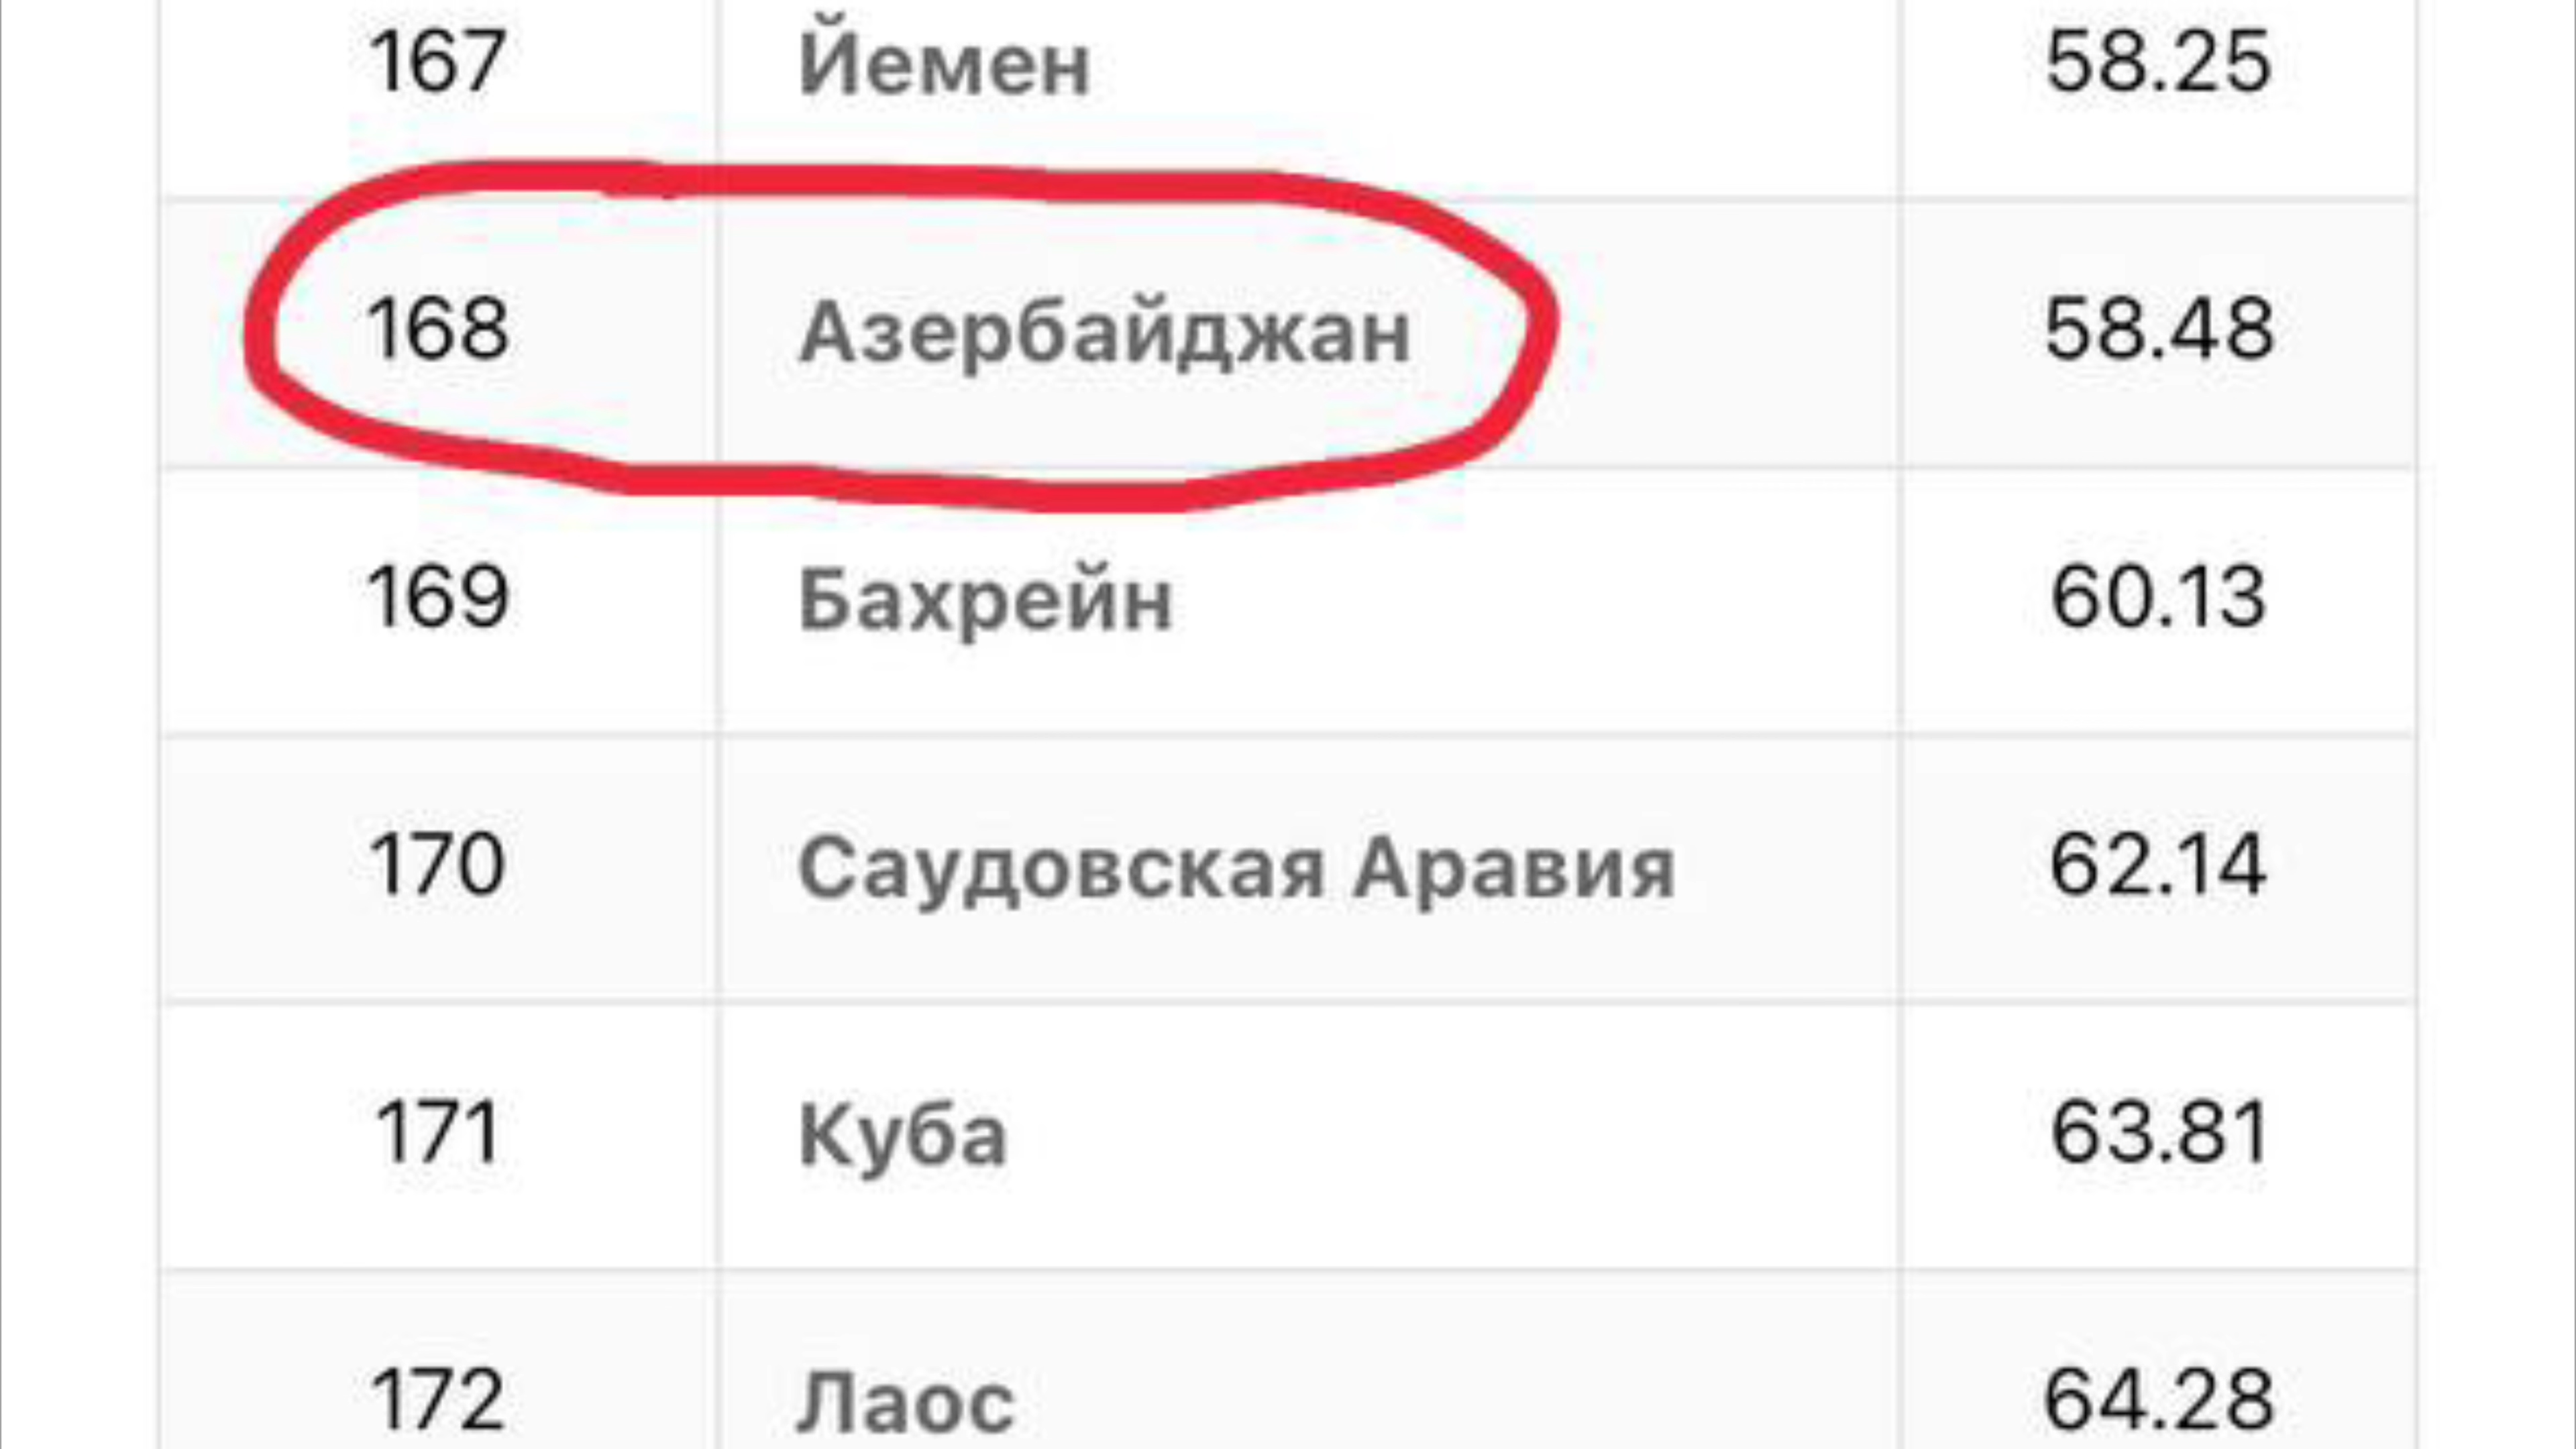 167 Йемен 58.25
168 Азербайджан 58.48
169 Бахрейн 60.13
170 Саудовская Аравия 62.14
171 Куба 63.81
172 Лаос 64.28